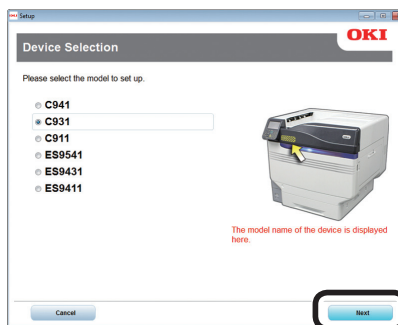 OKI Setup
OKI
Device Selection
Please select the model to set up.
C941
C931
C911
ES9541
ES9431
ES9411
The model name of the device is displayed
here.
Cancel
Next